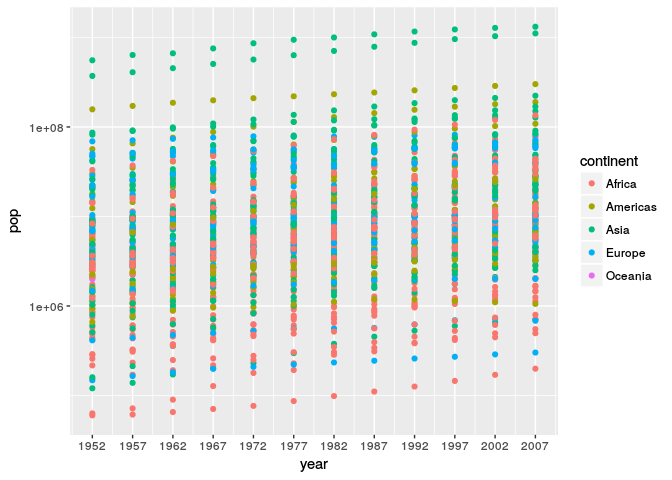 pop
1e+08
1e+06
1952 1957 1962 1967 1972 1977 1982 1987 1992 1997 2002 2007
year
continent
Africa
Americas
Asia
Europe
Oceania